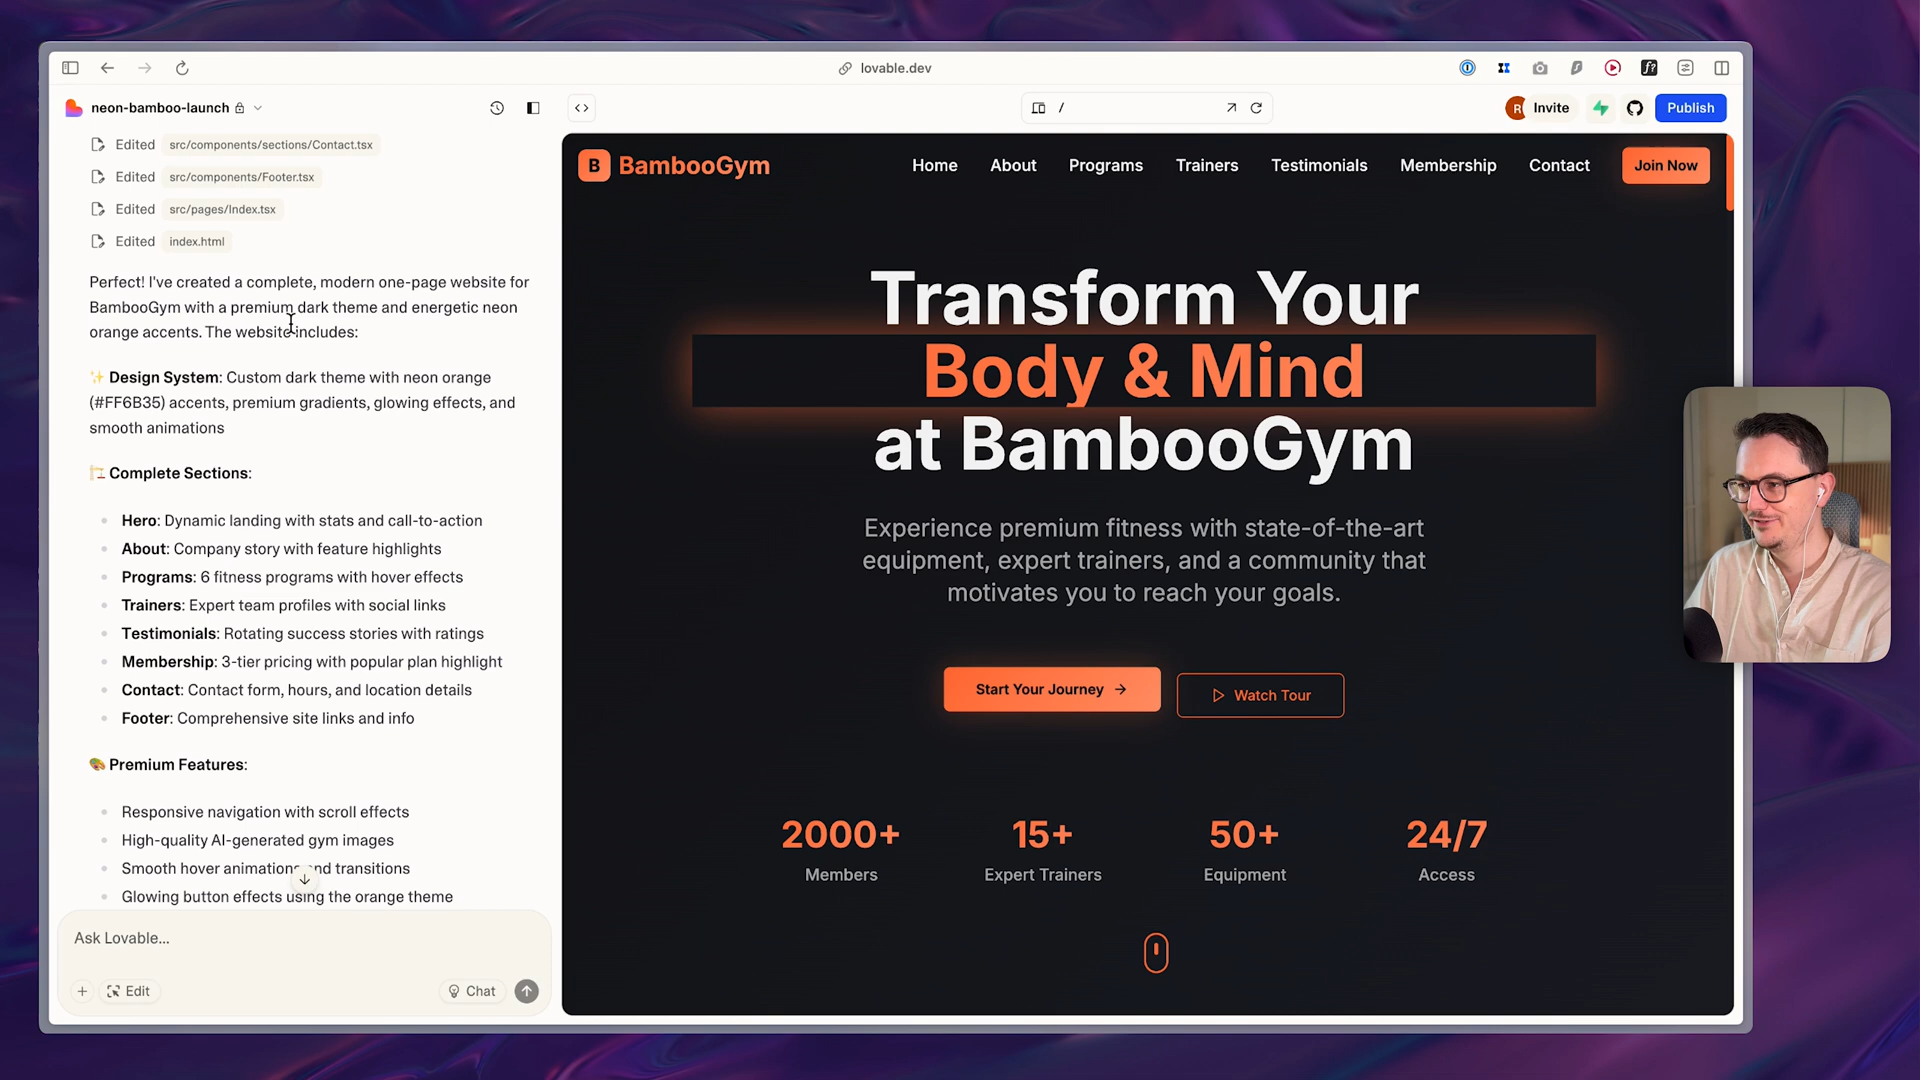 lovable.dev
neon-bamboo-launch
/
Invite
Publish
Edited src/components/sections/Contact.tsx
Edited src/components/Footer.tsx
Edited src/pages/Index.tsx
Edited index.html
Perfect! I've created a complete, modern one-page website for
BambooGym with a premium dark theme and energetic neon
orange accents. The website includes:
✨ Design System: Custom dark theme with neon orange
(#FF6B35) accents, premium gradients, glowing effects, and
smooth animations
🏗️ Complete Sections:
Hero: Dynamic landing with stats and call-to-action
About: Company story with feature highlights
Programs: 6 fitness programs with hover effects
Trainers: Expert team profiles with social links
Testimonials: Rotating success stories with ratings
Membership: 3-tier pricing with popular plan highlight
Contact: Contact form, hours, and location details
Footer: Comprehensive site links and info
🎨 Premium Features:
Responsive navigation with scroll effects
High-quality AI-generated gym images
Smooth hover animations and transitions
Glowing button effects using the orange theme
Ask Lovable...
Edit
Chat
B BambooGym
Home About Programs Trainers Testimonials Membership Contact Join Now
Transform Your
Body & Mind
at BambooGym
Experience premium fitness with state-of-the-art
equipment, expert trainers, and a community that
motivates you to reach your goals.
Start Your Journey
Watch Tour
2000+ 15+ 50+ 24/7
Members Expert Trainers Equipment Access